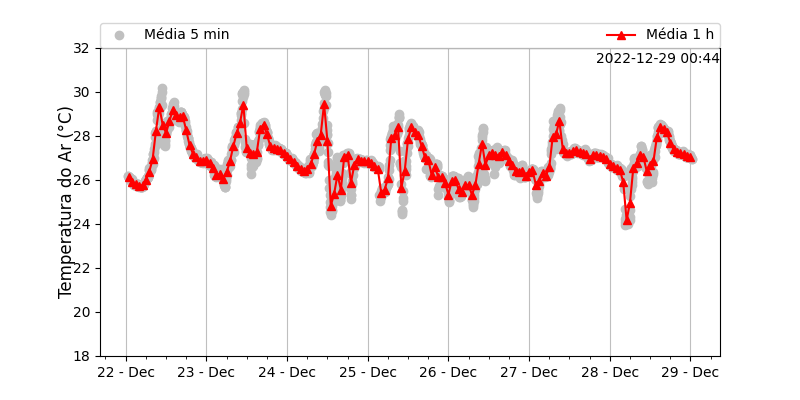 Média 5 min
Média 1 h
2022-12-29 00:44
Temperatura do Ar (°C)
32
30
28
26
24
22
20
18
22 - Dec
23 - Dec
24 - Dec
25 - Dec
26 - Dec
27 - Dec
28 - Dec
29 - Dec